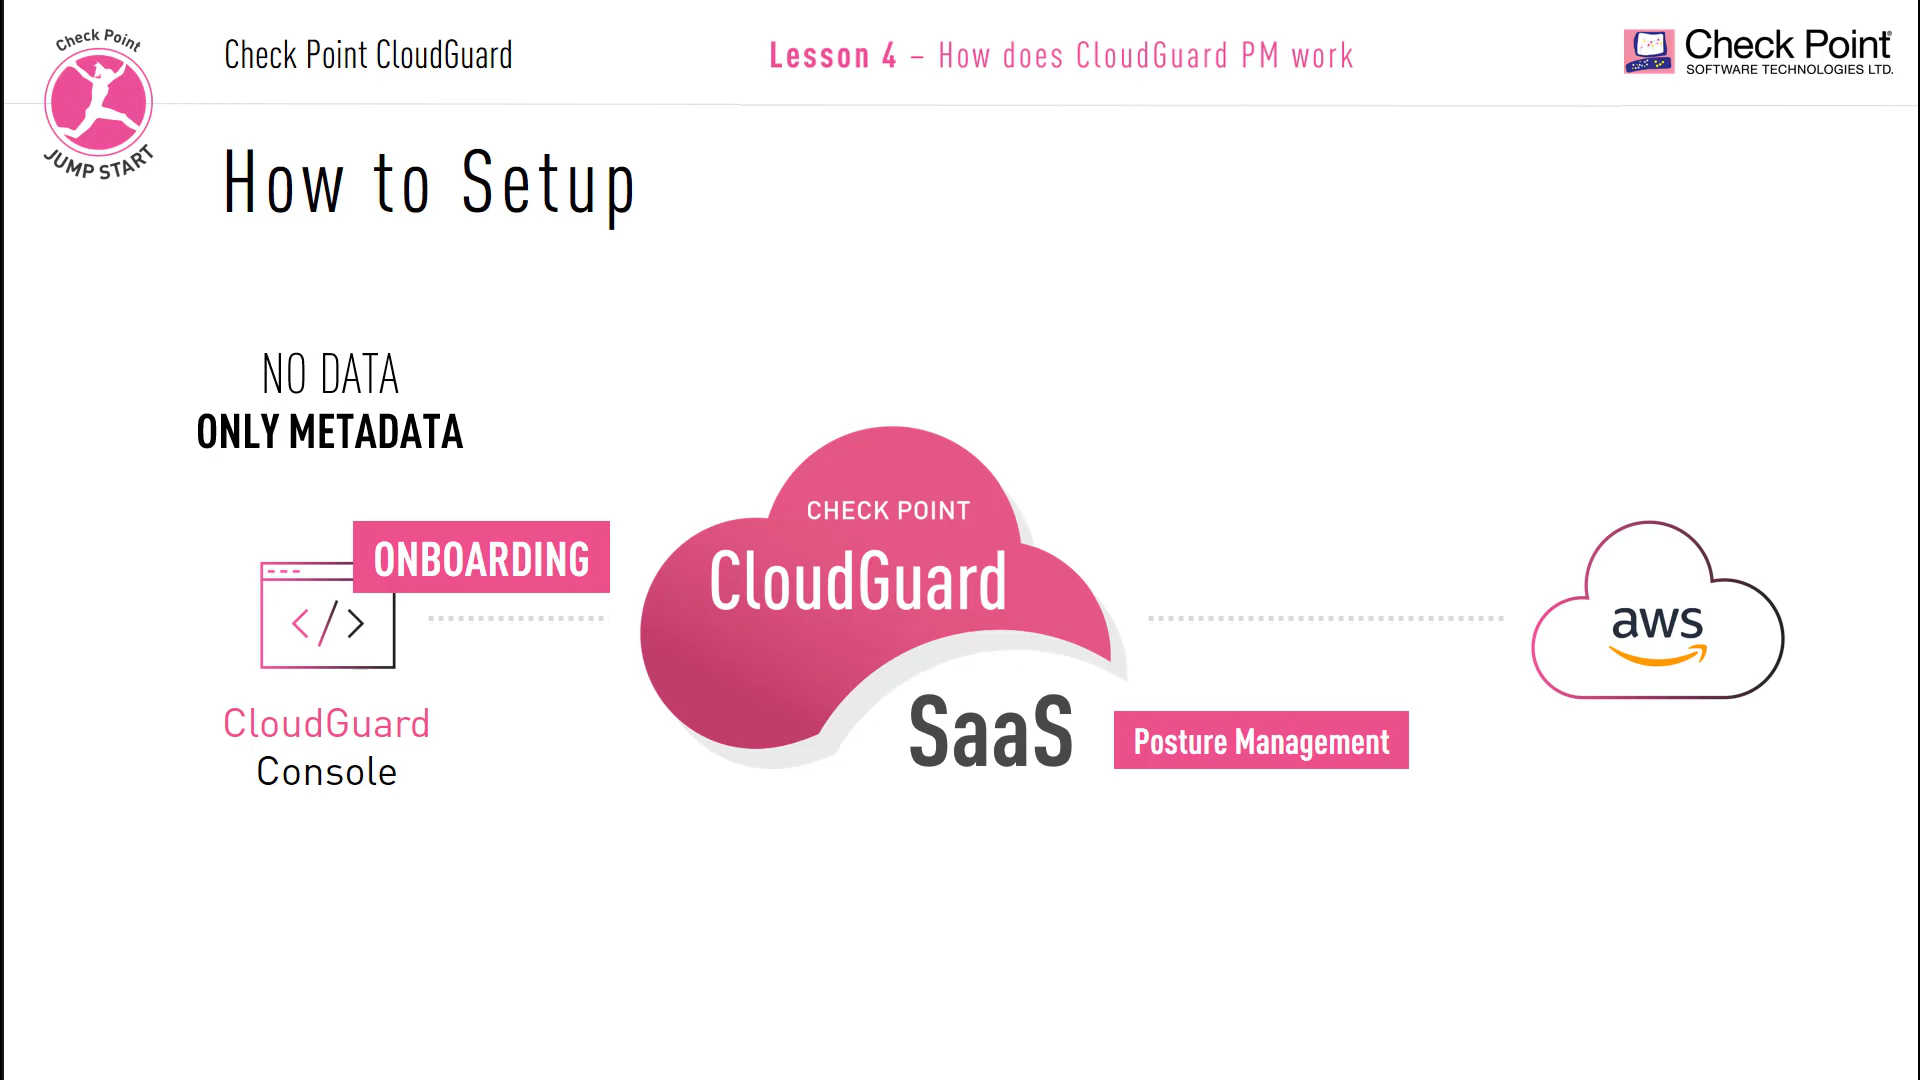 Check Point
JUMP START
Check Point CloudGuard
Lesson 4 – How does CloudGuard PM work
Check Point
SOFTWARE TECHNOLOGIES LTD.
How to Setup
NO DATA
ONLY METADATA
ONBOARDING
</>
CloudGuard
Console
CHECK POINT
CloudGuard
SaaS
Posture Management
aws